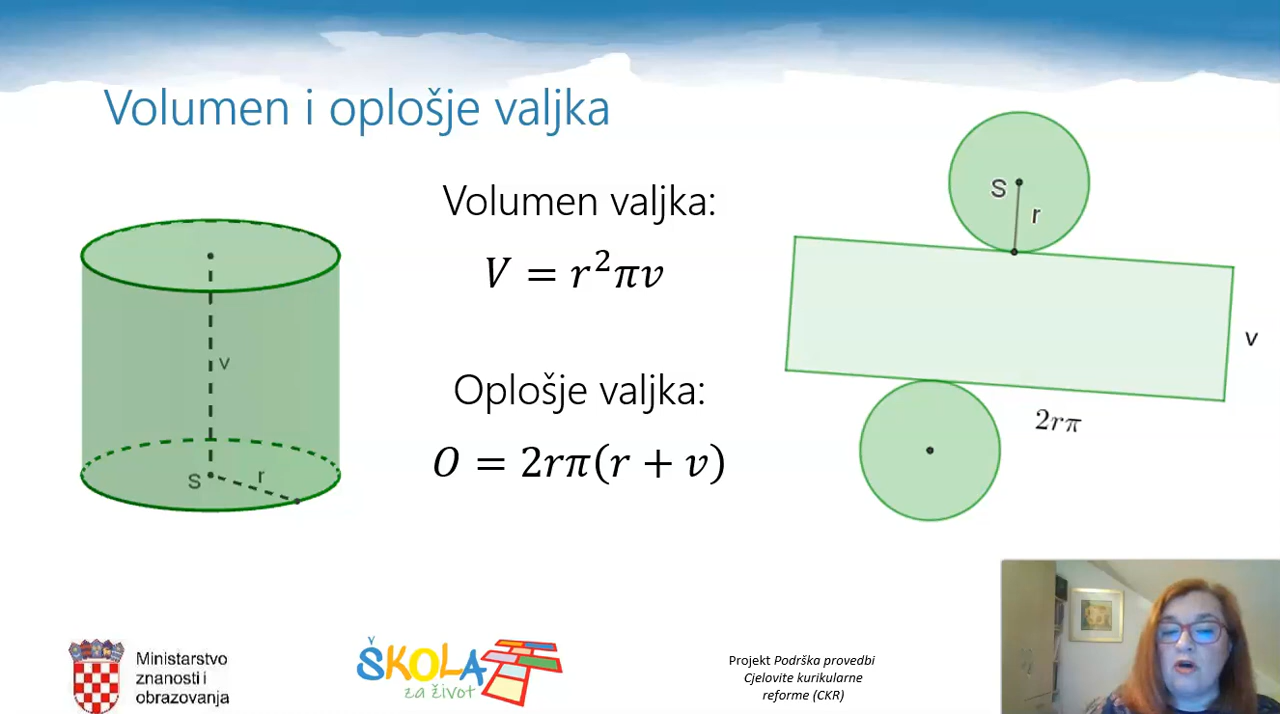 Volumen i oplošje valjka
Volumen valjka:
V = r²πv
Oplošje valjka:
O = 2rπ(r + v)
v
S
r
S
r
v
2rπ
Ministarstvo
znanosti i
obrazovanja
ŠKOLA
za život
Projekt Podrška provedbi
Cjelovite kurikularne
reforme (CKR)